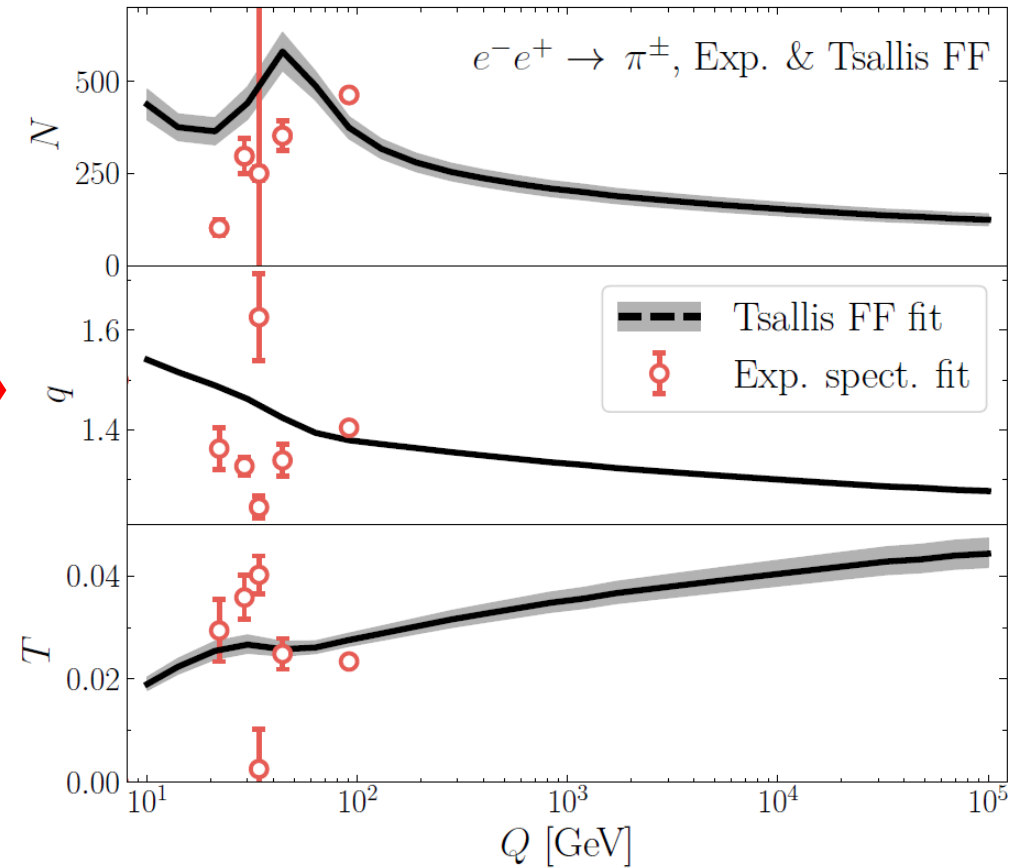 e⁻e⁺ → π±, Exp. & Tsallis FF
N
500
250
0
q
1.6
1.4
Tsallis FF fit
Exp. spect. fit
T
0.04
0.02
0.00
10¹ 10² 10³ 10⁴ 10⁵
Q [GeV]